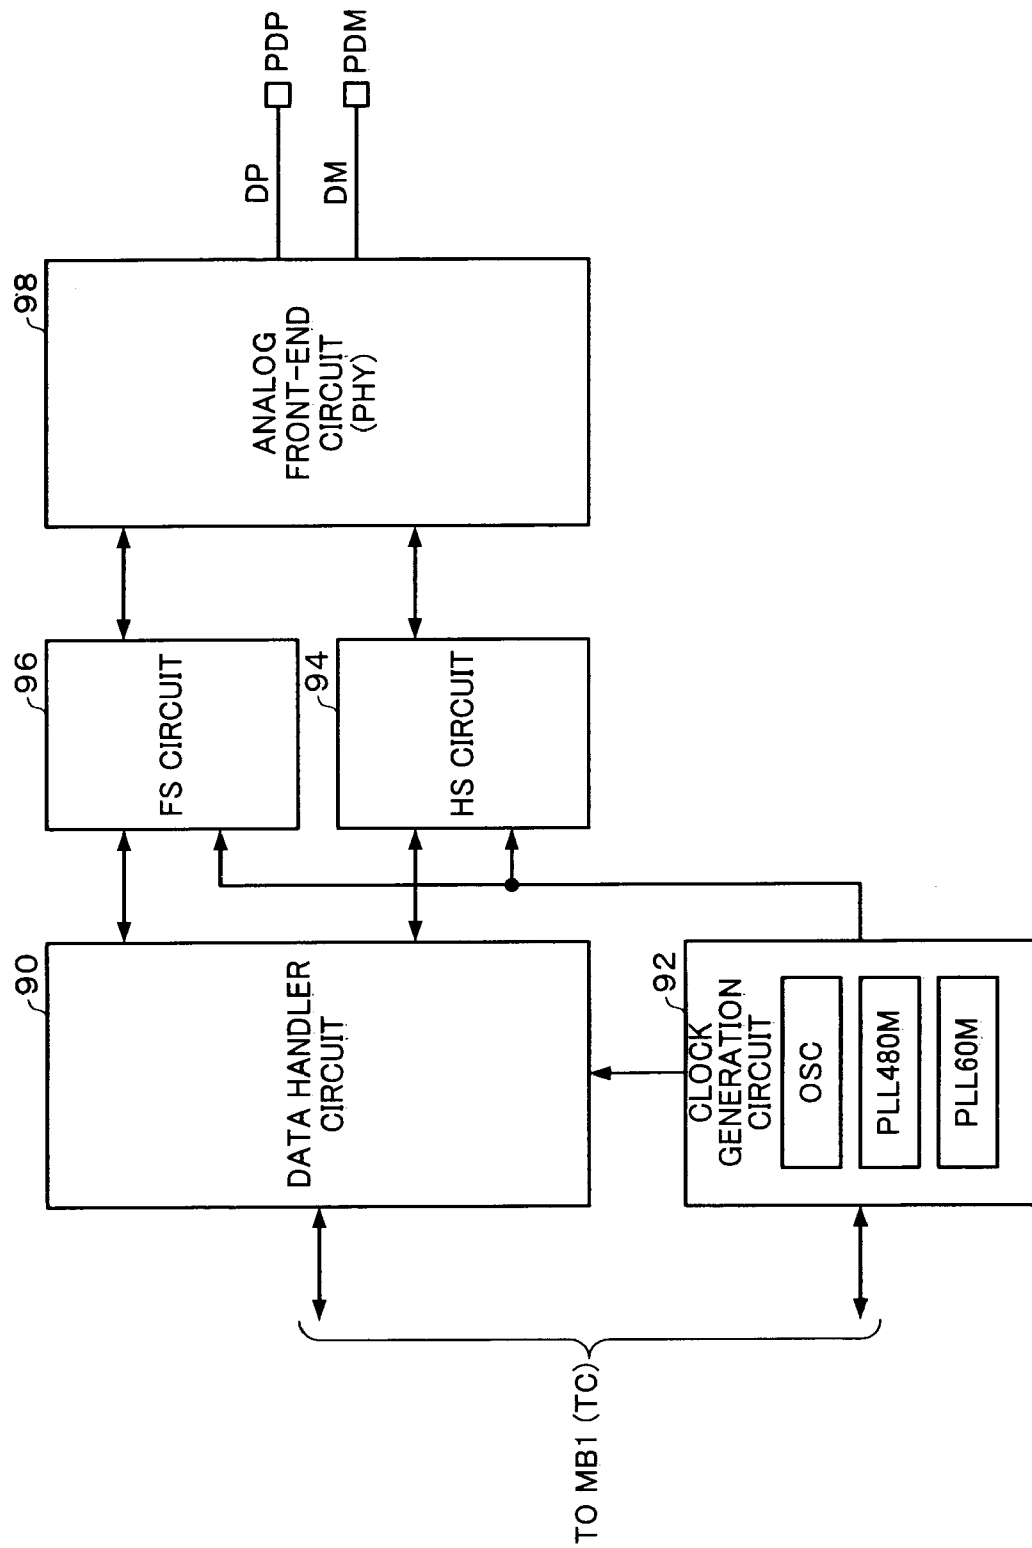 90
DATA HANDLER
CIRCUIT
96
FS CIRCUIT
94
HS CIRCUIT
98
ANALOG
FRONT-END
CIRCUIT
(PHY)
DP
PDP
DM
PDM
92
CLOCK
GENERATION
CIRCUIT
OSC
PLL480M
PLL60M
TO MB1 (TC)